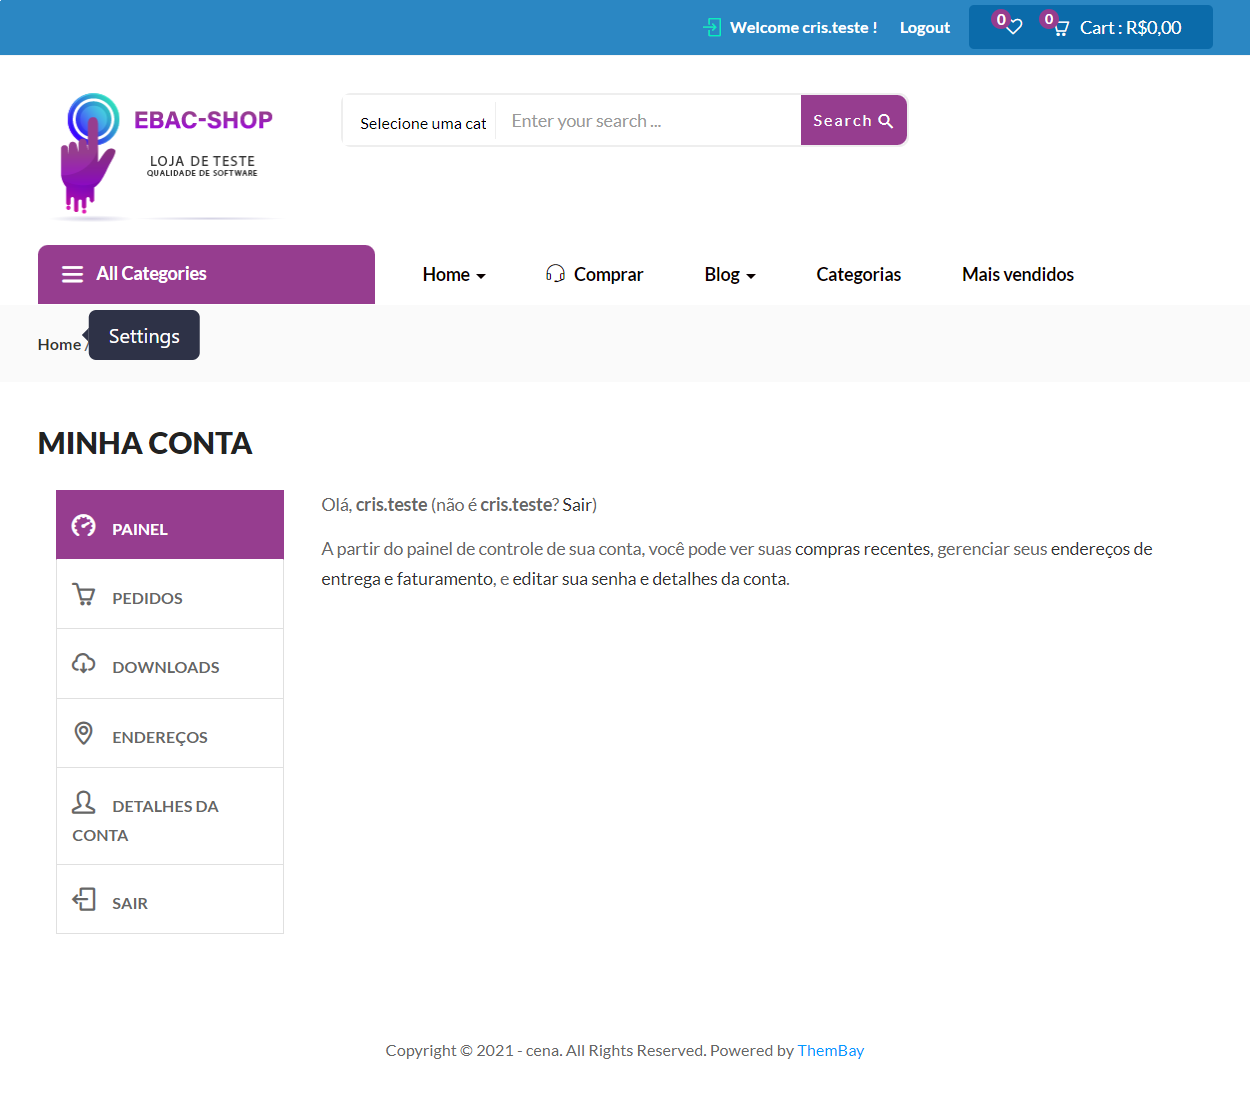 Welcome cris.teste !
Logout
0
0
Cart : R$0,00
EBAC-SHOP
LOJA DE TESTE
QUALIDADE DE SOFTWARE
Selecione uma cat
Enter your search ...
Search
All Categories
Home
Comprar
Blog
Categorias
Mais vendidos
Home /
Settings
MINHA CONTA
PAINEL
PEDIDOS
DOWNLOADS
ENDEREÇOS
DETALHES DA
CONTA
SAIR
Olá, cris.teste (não é cris.teste? Sair)
A partir do painel de controle de sua conta, você pode ver suas compras recentes, gerenciar seus endereços de
entrega e faturamento, e editar sua senha e detalhes da conta.
Copyright © 2021 - cena. All Rights Reserved. Powered by ThemBay